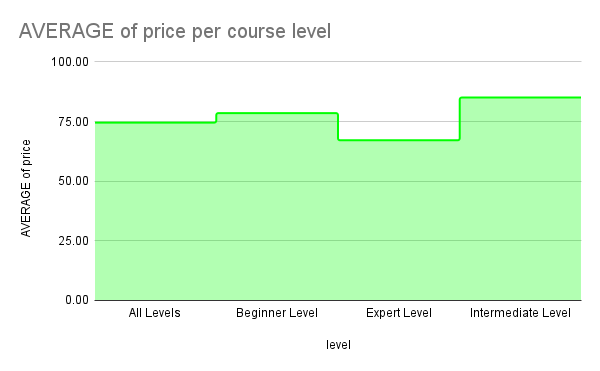 AVERAGE of price per course level
100.00
75.00
50.00
25.00
0.00
AVERAGE of price
All Levels
Beginner Level
Expert Level
Intermediate Level
level